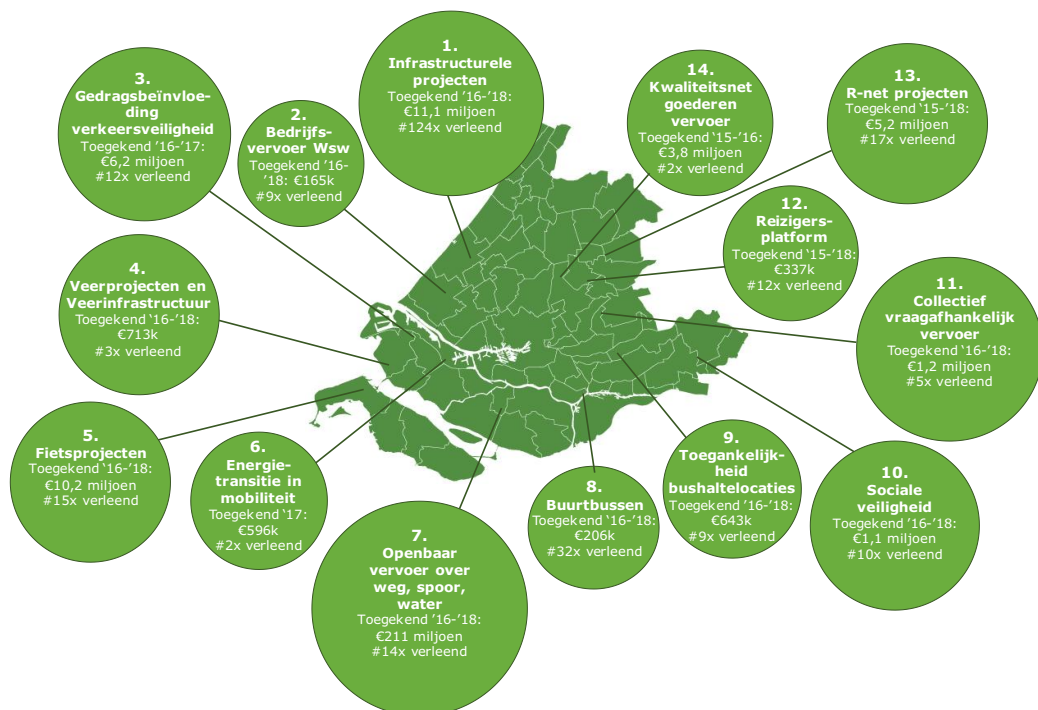 1.
Infrastructurele
projecten
Toegekend ’16-’18:
€11,1 miljoen
#124x verleend
2.
Bedrijfs-
vervoer Wsw
Toegekend ’16-
’18: €165k
#9x verleend
3.
Gedragsbeïnvloe-
ding
verkeersveiligheid
Toegekend ’16-’17:
€6,2 miljoen
#12x verleend
4.
Veerprojecten en
Veerinfrastructuur
Toegekend ‘16-’18:
€713k
#3x verleend
5.
Fietsprojecten
Toegekend ‘16-’18:
€10,2 miljoen
#15x verleend
6.
Energie-
transitie in
mobiliteit
Toegekend ‘17:
€596k
#2x verleend
7.
Openbaar
vervoer over
weg, spoor,
water
Toegekend ’16-’18:
€211 miljoen
#14x verleend
8.
Buurtbussen
Toegekend ‘16-’18:
€206k
#32x verleend
9.
Toegankelijk-
heid
bushaltelocaties
Toegekend ’16-’18:
€643k
#9x verleend
10.
Sociale
veiligheid
Toegekend ’16-’18:
€1,1 miljoen
#10x verleend
11.
Collectief
vraagafhankelijk
vervoer
Toegekend ‘16-’18:
€1,2 miljoen
#5x verleend
12.
Reizigers-
platform
Toegekend ‘15-’18:
€337k
#12x verleend
13.
R-net projecten
Toegekend ’15-’18:
€5,2 miljoen
#17x verleend
14.
Kwaliteitsnet
goederen
vervoer
Toegekend ‘15-’16:
€3,8 miljoen
#2x verleend